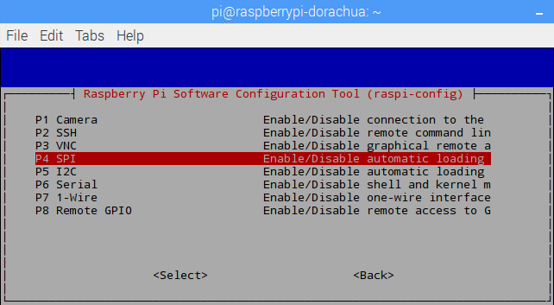 pi@raspberrypi-dorachua: ~
File Edit Tabs Help
Raspberry Pi Software Configuration Tool (raspi-config)
P1 Camera Enable/Disable connection to the
P2 SSH Enable/Disable remote command lin
P3 VNC Enable/Disable graphical remote a
P4 SPI Enable/Disable automatic loading
P5 I2C Enable/Disable automatic loading
P6 Serial Enable/Disable shell and kernel m
P7 1-Wire Enable/Disable one-wire interface
P8 Remote GPIO Enable/Disable remote access to G
<Select> <Back>